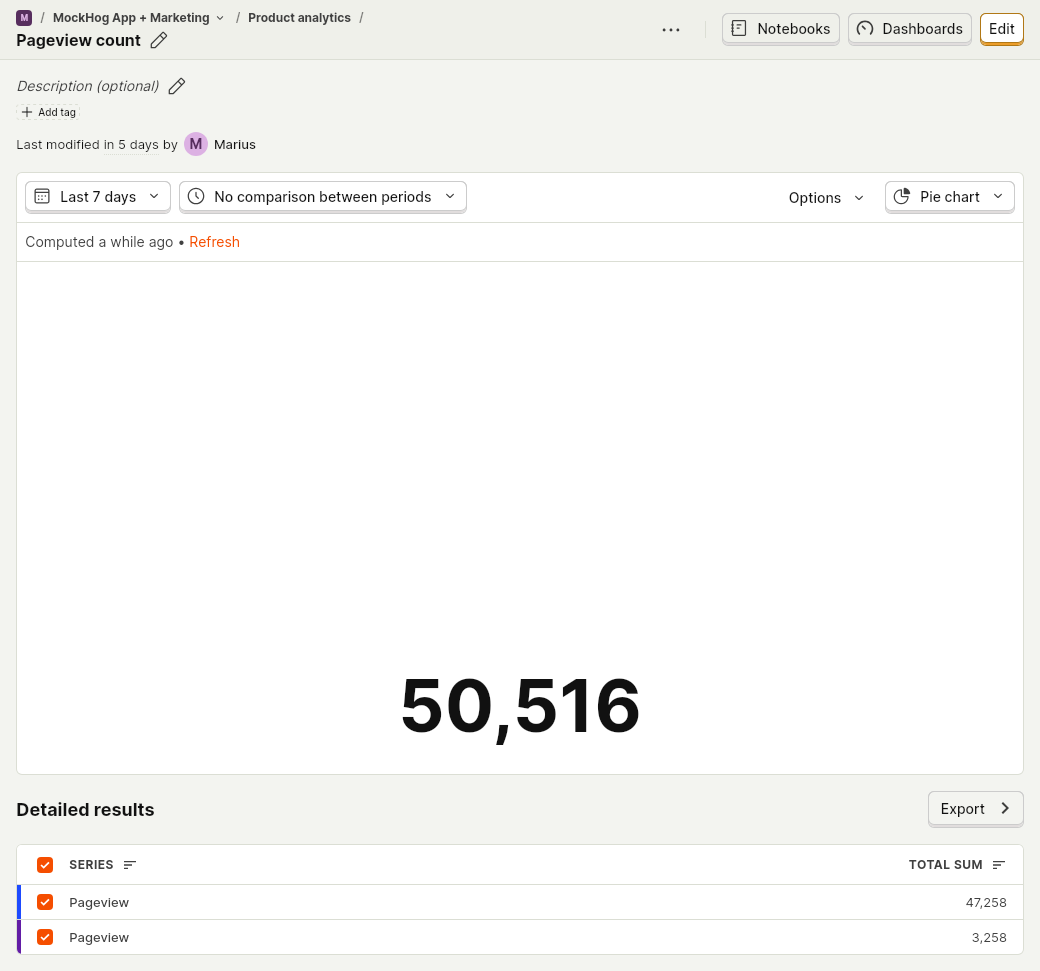 M / MockHog App + Marketing / Product analytics /
Pageview count
Notebooks
Dashboards
Edit
Description (optional)
Add tag
Last modified in 5 days by M Marius
Last 7 days
No comparison between periods
Options
Pie chart
Computed a while ago • Refresh
50,516
Detailed results
Export
SERIES TOTAL SUM
Pageview 47,258
Pageview 3,258